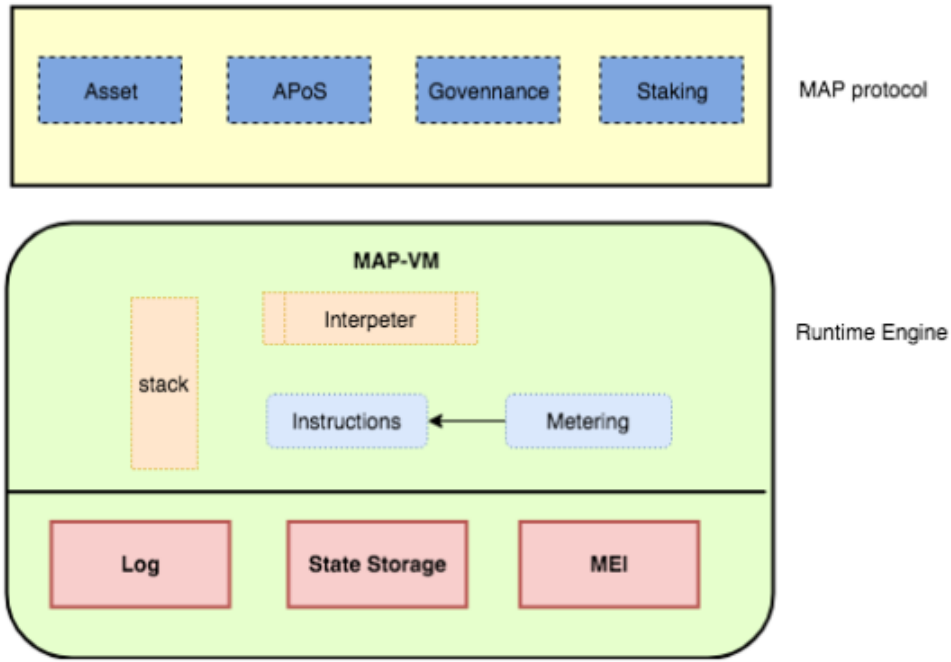 Asset
APoS
Govennance
Staking
MAP protocol
MAP-VM
Interpeter
Runtime Engine
stack
Instructions
Metering
Log
State Storage
MEI